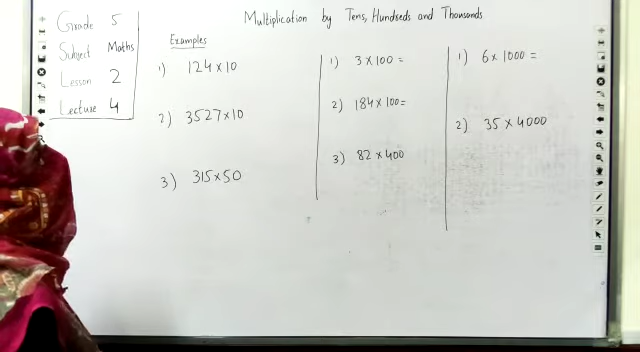 Multiplication by Tens, Hundreds and Thousands
Grade 5
Subject Maths
Lesson 2
Lecture 4
Examples
1) 124×10
2) 3527×10
3) 315×50
1) 3×100=
2) 184×100=
3) 82×400
1) 6×1000=
2) 35×4000